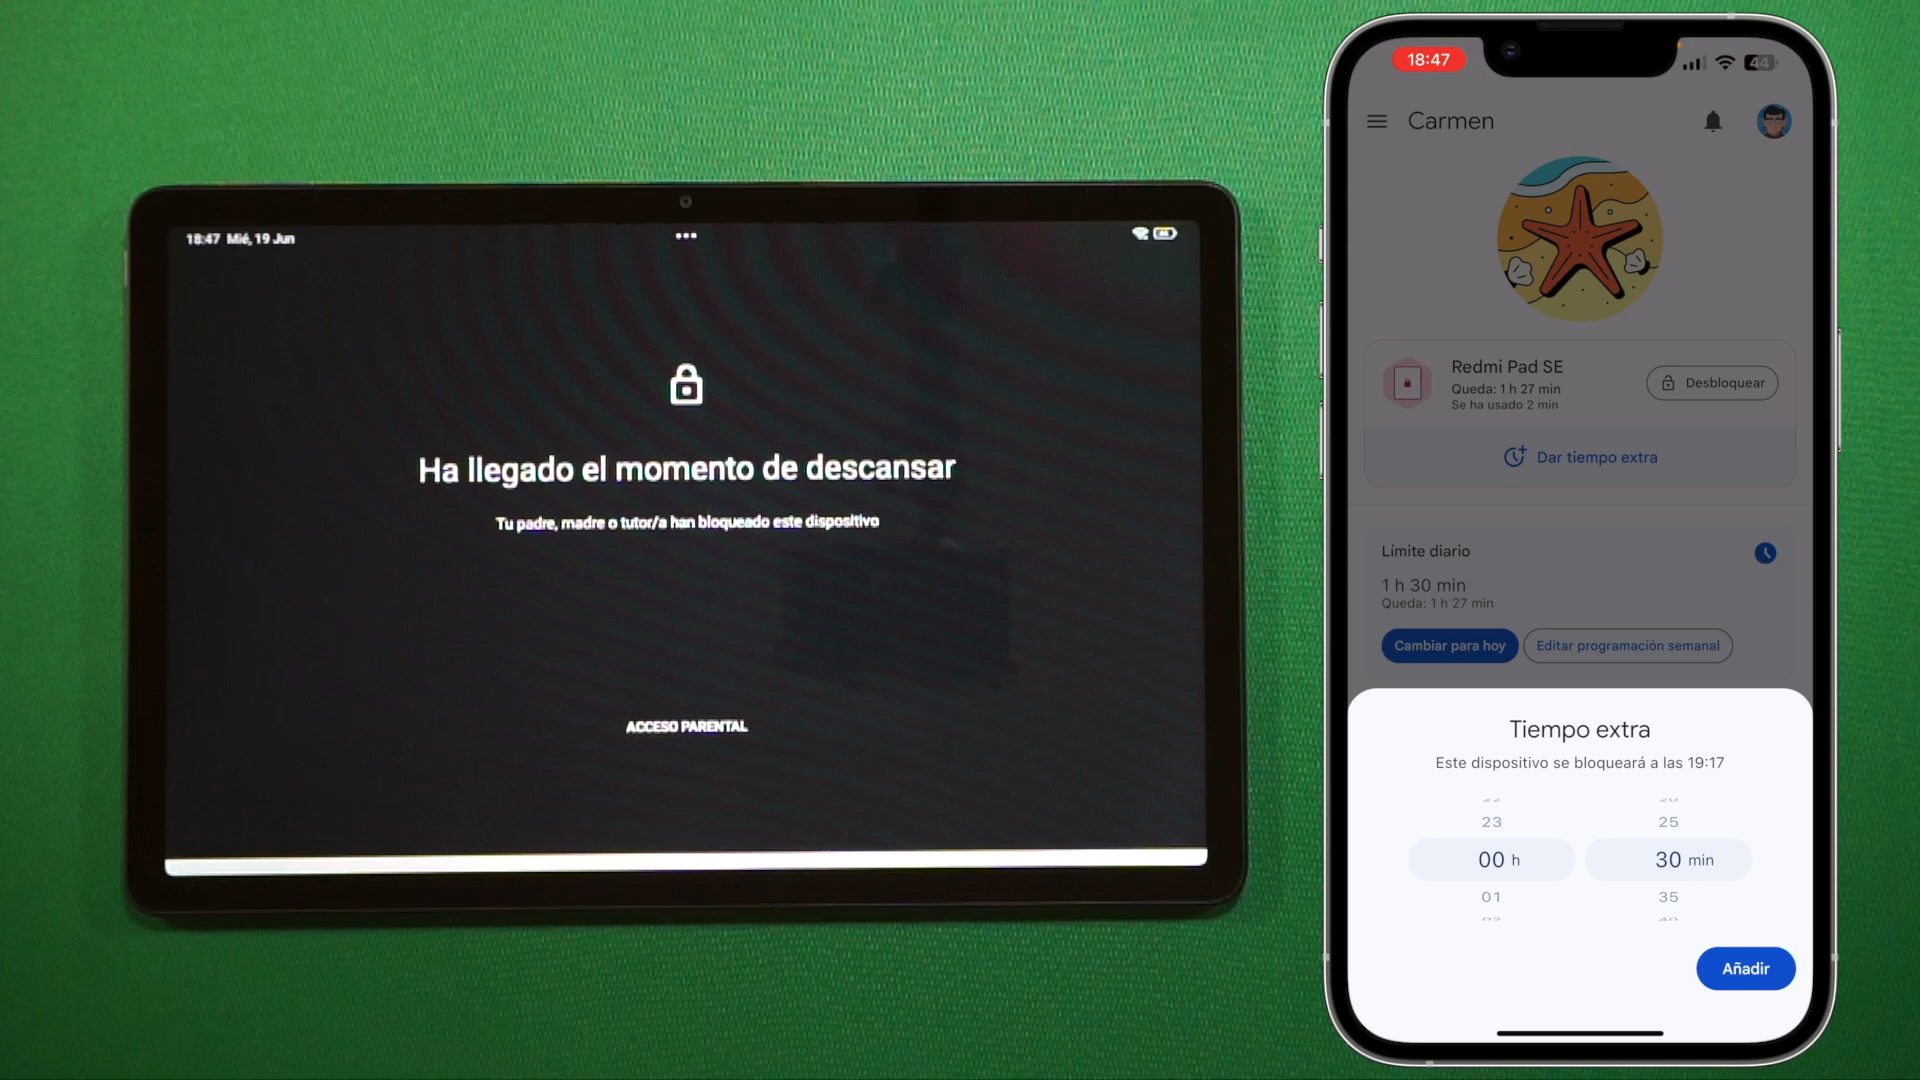 18:47 Mié, 19 Jun
Ha llegado el momento de descansar
Tu padre, madre o tutor/a han bloqueado este dispositivo
ACCESO PARENTAL
18:47
44
Carmen
Redmi Pad SE
Queda: 1 h 27 min
Se ha usado 2 min
Desbloquear
Dar tiempo extra
Límite diario
1 h 30 min
Queda: 1 h 27 min
Cambiar para hoy
Editar programación semanal
Tiempo extra
Este dispositivo se bloqueará a las 19:17
23 25
00 h 30 min
01 35
Añadir